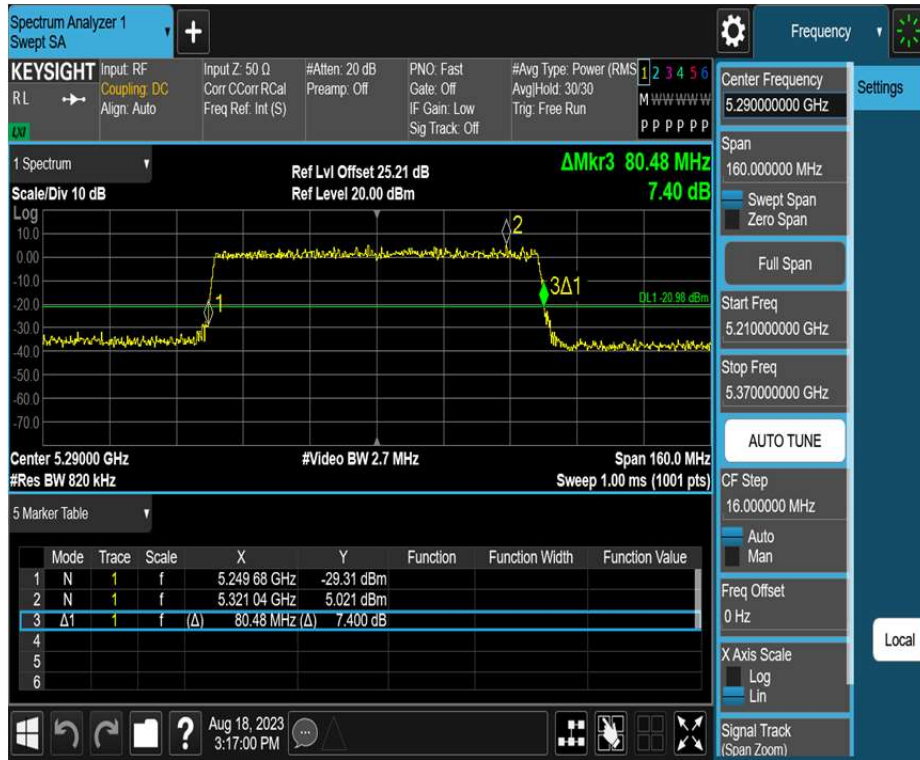 Spectrum Analyzer 1
Swept SA
Frequency
KEYSIGHT
Input: RF
Input Z: 50 Ω
#Atten: 20 dB
PNO: Fast
#Avg Type: Power (RMS
1 2 3 4 5 6
RL
Coupling: DC
Corr CCorr RCal
Preamp: Off
Gate: Off
Avg|Hold: 30/30
M W W W W W
Align: Auto
Freq Ref: Int (S)
IF Gain: Low
Trig: Free Run
Sig Track: Off
P P P P P P
LXI
1 Spectrum
Ref Lvl Offset 25.21 dB
ΔMkr3 80.48 MHz
Scale/Div 10 dB
Ref Level 20.00 dBm
7.40 dB
Log
10.0
0.00
-10.0
-20.0
-30.0
-40.0
-50.0
-60.0
-70.0
2
1
3Δ1
DL1 -20.98 dBm
Center 5.29000 GHz
#Video BW 2.7 MHz
Span 160.0 MHz
#Res BW 820 kHz
Sweep 1.00 ms (1001 pts)
5 Marker Table
Mode Trace Scale X Y Function Function Width Function Value
1 N 1 f 5.249 68 GHz -29.31 dBm
2 N 1 f 5.321 04 GHz 5.021 dBm
3 Δ1 1 f (Δ) 80.48 MHz (Δ) 7.400 dB
4
5
6
?
Aug 18, 2023
3:17:00 PM
Center Frequency
5.290000000 GHz
Settings
Span
160.000000 MHz
Swept Span
Zero Span
Full Span
Start Freq
5.210000000 GHz
Stop Freq
5.370000000 GHz
AUTO TUNE
CF Step
16.000000 MHz
Auto
Man
Freq Offset
0 Hz
Local
X Axis Scale
Log
Lin
Signal Track
(Span Zoom)